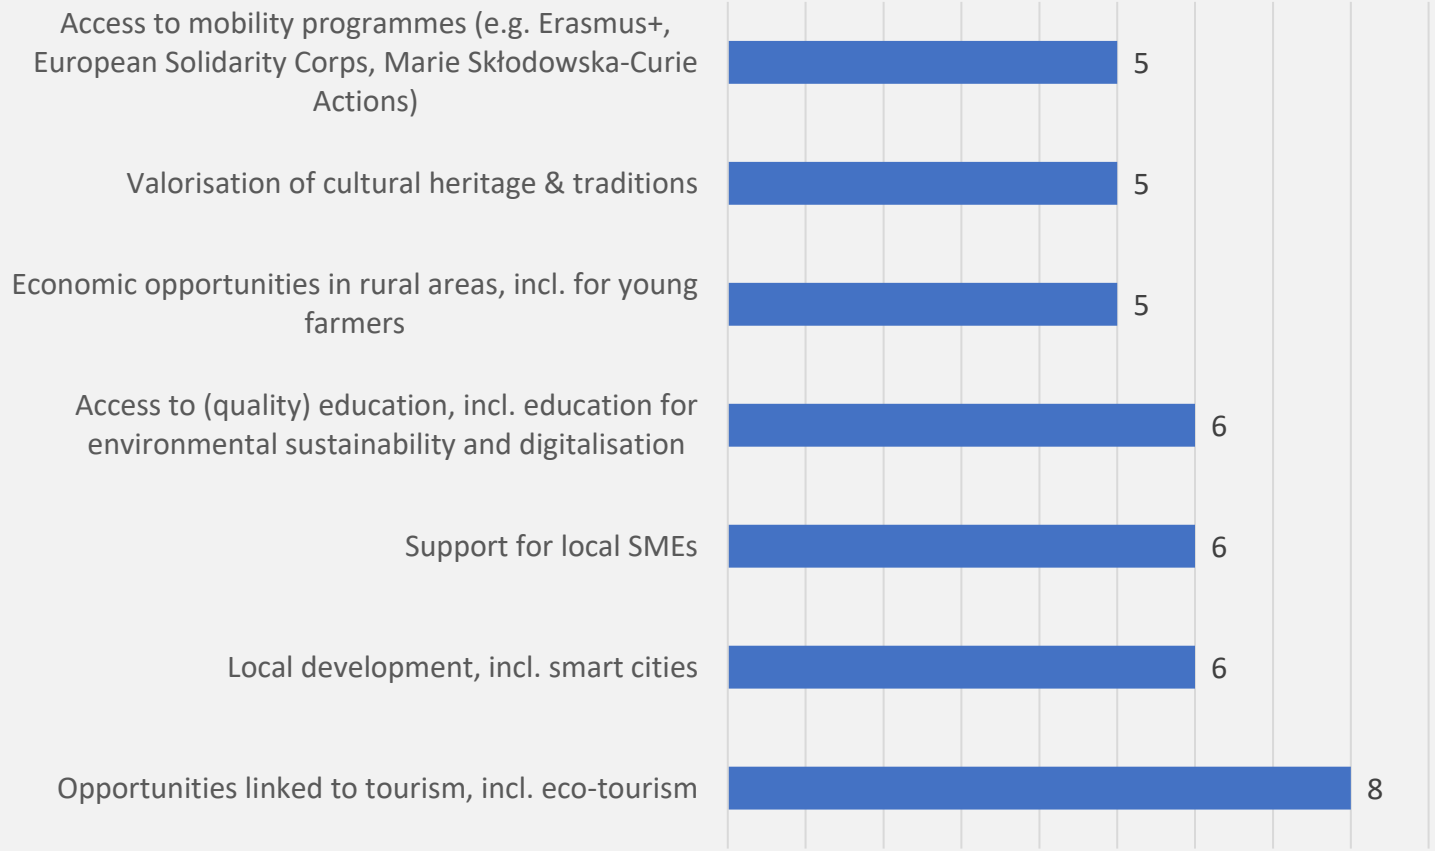 Access to mobility programmes (e.g. Erasmus+,
European Solidarity Corps, Marie Skłodowska-Curie
Actions)
5
Valorisation of cultural heritage & traditions
5
Economic opportunities in rural areas, incl. for young
farmers
5
Access to (quality) education, incl. education for
environmental sustainability and digitalisation
6
Support for local SMEs
6
Local development, incl. smart cities
6
Opportunities linked to tourism, incl. eco-tourism
8